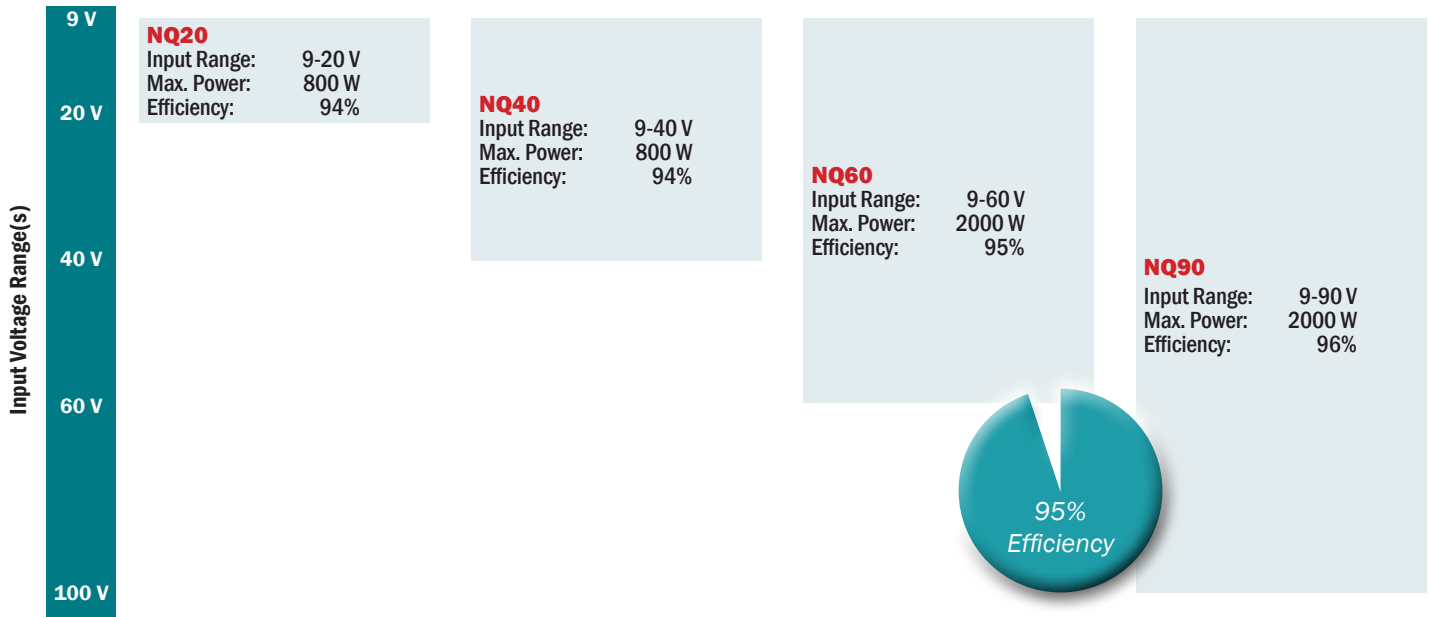 Input Voltage Range(s)
9 V
20 V
40 V
60 V
100 V
NQ20
Input Range: 9-20 V
Max. Power: 800 W
Efficiency: 94%
NQ40
Input Range: 9-40 V
Max. Power: 800 W
Efficiency: 94%
NQ60
Input Range: 9-60 V
Max. Power: 2000 W
Efficiency: 95%
NQ90
Input Range: 9-90 V
Max. Power: 2000 W
Efficiency: 96%
95%
Efficiency